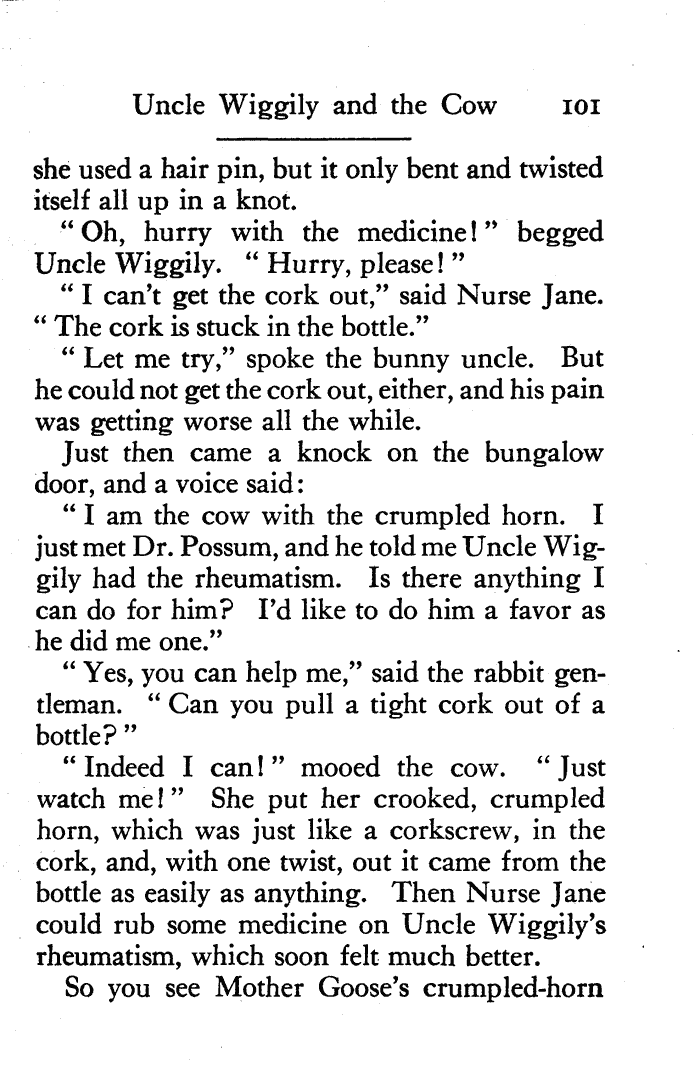 Uncle Wiggily and the Cow 101
she used a hair pin, but it only bent and twisted
itself all up in a knot.
“ Oh, hurry with the medicine! ” begged
Uncle Wiggily. “ Hurry, please! ”
“ I can’t get the cork out,” said Nurse Jane.
“ The cork is stuck in the bottle.”
“ Let me try,” spoke the bunny uncle. But
he could not get the cork out, either, and his pain
was getting worse all the while.
Just then came a knock on the bungalow
door, and a voice said:
“ I am the cow with the crumpled horn. I
just met Dr. Possum, and he told me Uncle Wig-
gily had the rheumatism. Is there anything I
can do for him? I’d like to do him a favor as
he did me one.”
“ Yes, you can help me,” said the rabbit gen-
tleman. “ Can you pull a tight cork out of a
bottle? ”
“ Indeed I can! ” mooed the cow. “ Just
watch me! ” She put her crooked, crumpled
horn, which was just like a corkscrew, in the
cork, and, with one twist, out it came from the
bottle as easily as anything. Then Nurse Jane
could rub some medicine on Uncle Wiggily’s
rheumatism, which soon felt much better.
So you see Mother Goose’s crumpled-horn